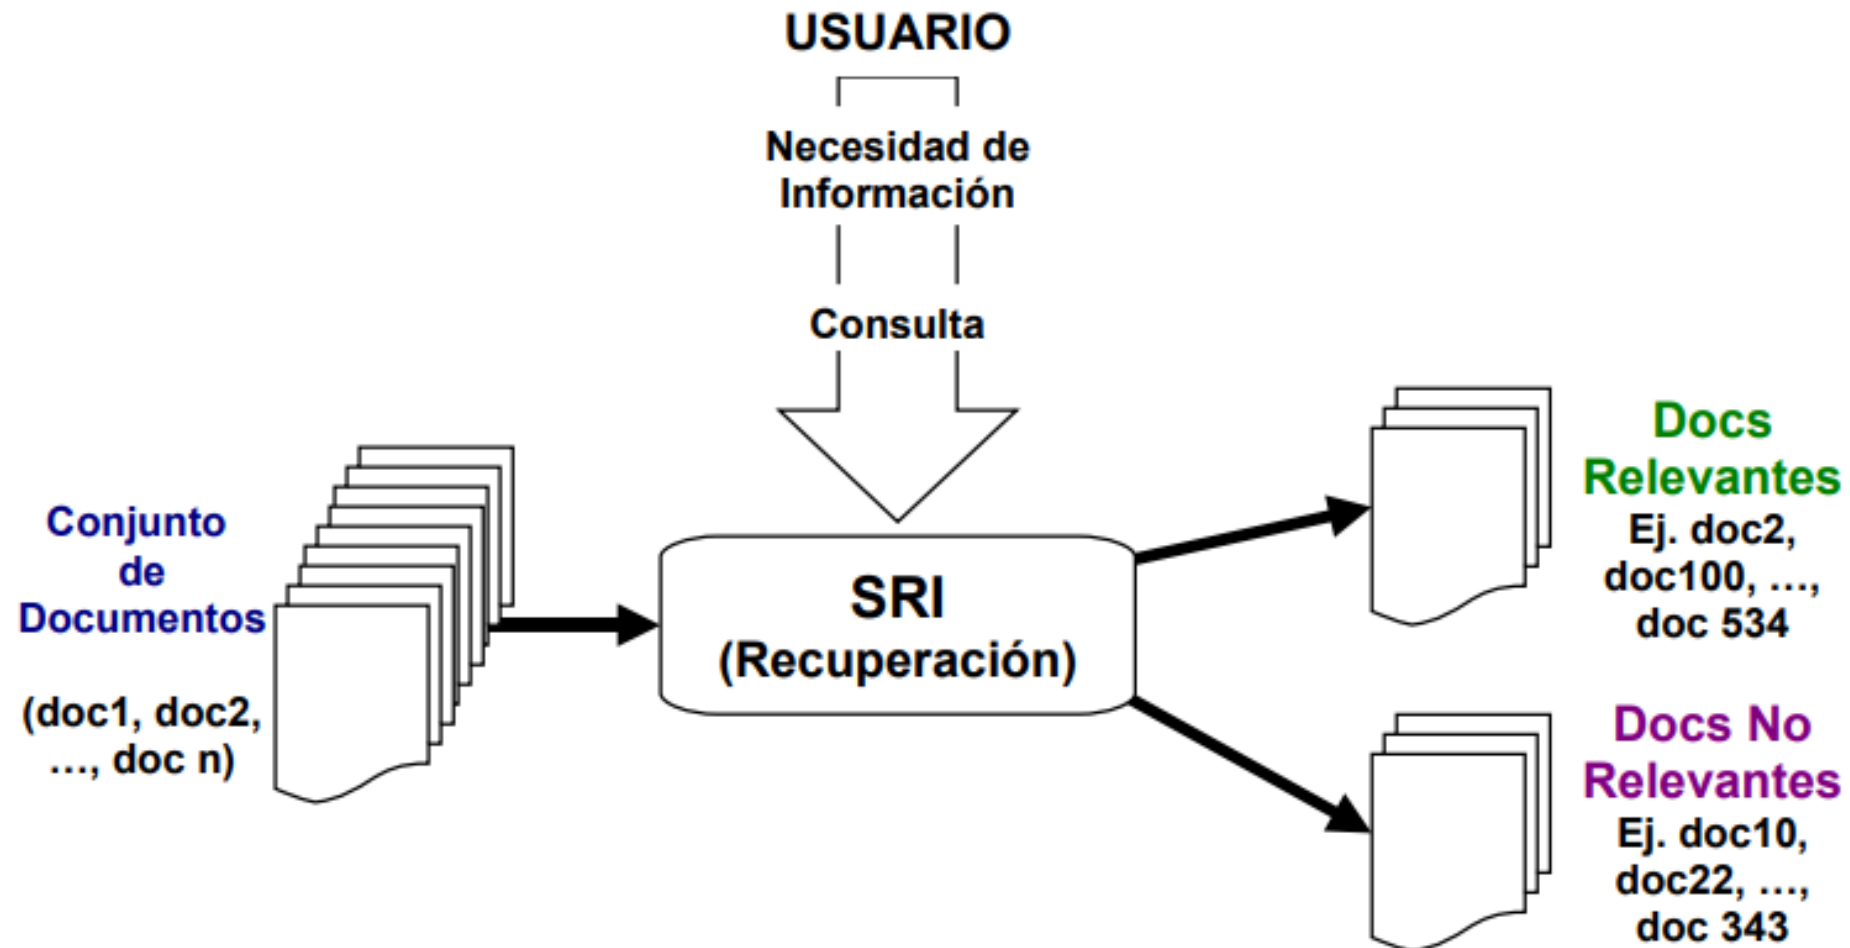 USUARIO
Necesidad de
Información
Consulta
Conjunto
de
Documentos
(doc1, doc2,
..., doc n)
SRI
(Recuperación)
Docs
Relevantes
Ej. doc2,
doc100, ...,
doc 534
Docs No
Relevantes
Ej. doc10,
doc22, ...,
doc 343